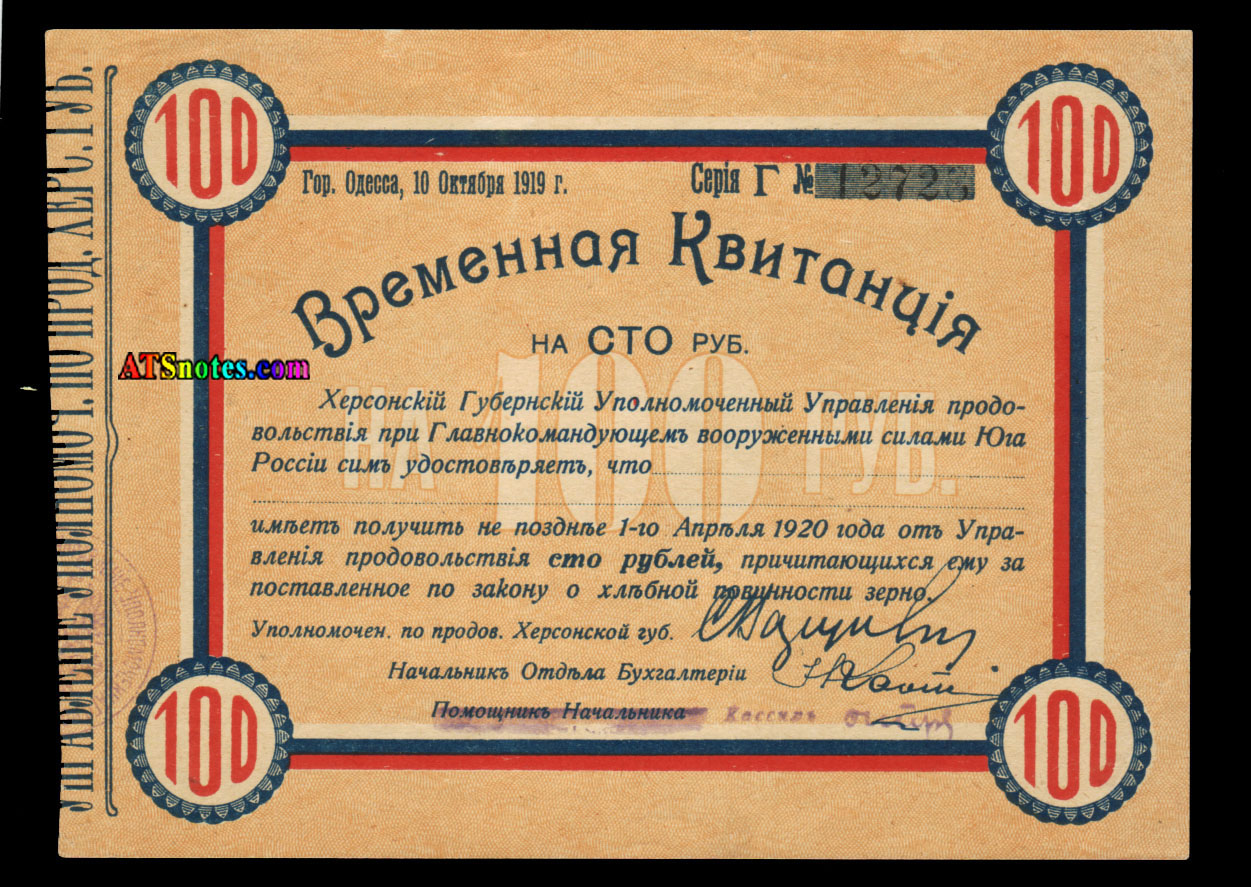 100
100
Гор. Одесса, 10 Октября 1919 г.
Серія Г № 12723
Временная Квитанція
НА СТО РУБ.
ATSnotes.com
НА 100 РУБ.
Херсонскій Губернскій Уполномоченный Управленія продо-
вольствія при Главнокомандующемъ вооруженными силами Юга
Россіи симъ удостовѣряетъ, что
имѣетъ получить не позднѣе 1-го Апрѣля 1920 года отъ Упра-
вленія продовольствія сто рублей, причитающихся ему за
поставленное по закону о хлѣбной повинности зерно.
Уполномочен. по продов. Херсонской губ.
Начальникъ Отдѣла Бухгалтеріи
Помощникъ Начальника Кассиръ
100
100
УПРАВЛЕНІЕ УПОЛНОМОЧ. ПО ПРОД. ХЕРС. ГУБ.